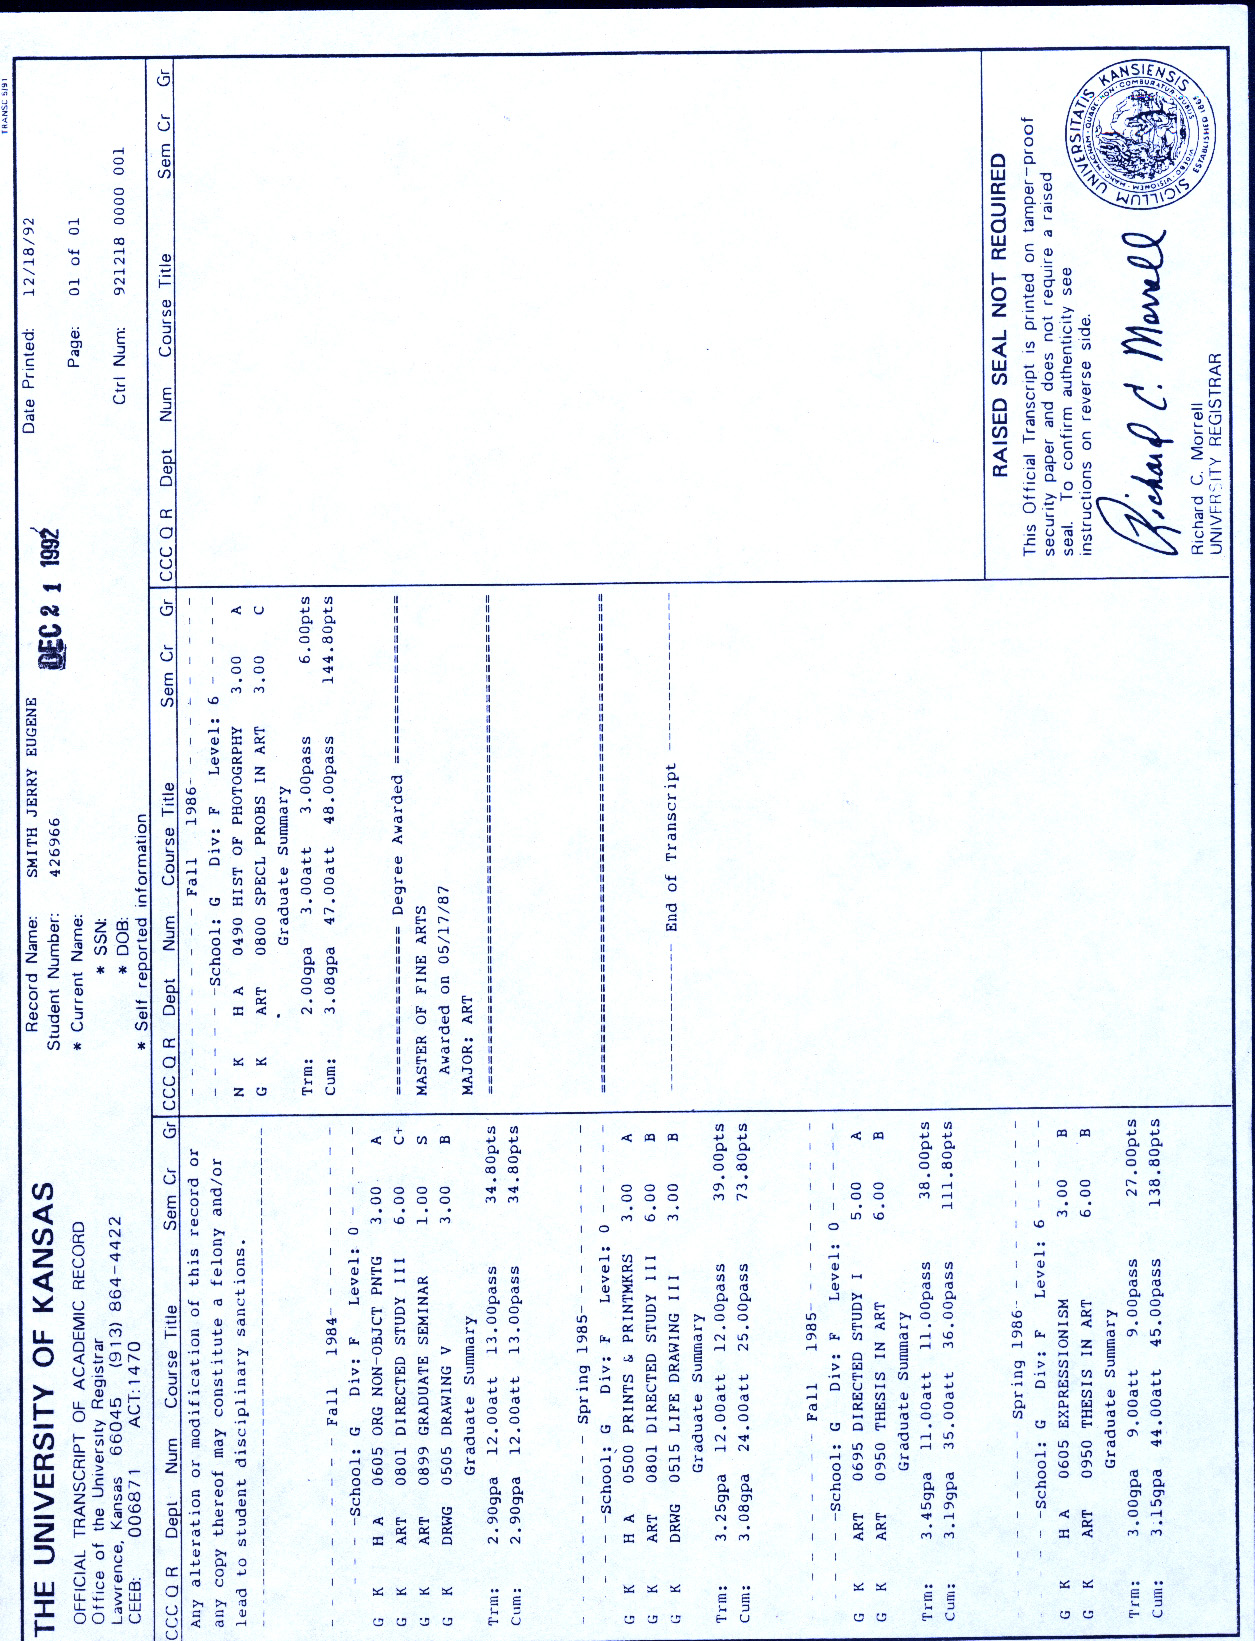 TRANSC 5/91
THE UNIVERSITY OF KANSAS
OFFICIAL TRANSCRIPT OF ACADEMIC RECORD
Office of the University Registrar
Lawrence, Kansas 66045 (913) 864-4422
CEEB: 006871 ACT:1470
Record Name: SMITH JERRY EUGENE
Student Number: 426966
* Current Name:
* SSN:
* DOB:
* Self reported information
DEC 21 1992
Date Printed: 12/18/92
Page: 01 of 01
Ctrl Num: 921218 0000 001
CCC Q R Dept Num Course Title Sem Cr Gr
Any alteration or modification of this record or
any copy thereof may constitute a felony and/or
lead to student disciplinary sanctions.
------------------------------------------------
- - - - - - - - Fall 1984- - - - - - - - -
- - - -School: G Div: F Level: 0 - - - - -
G K H A 0605 ORG NON-OBJCT PNTG 3.00 A
G K ART 0801 DIRECTED STUDY III 6.00 C+
G K ART 0899 GRADUATE SEMINAR 1.00 S
G K DRWG 0505 DRAWING V 3.00 B
Graduate Summary
Trm: 2.90gpa 12.00att 13.00pass 34.80pts
Cum: 2.90gpa 12.00att 13.00pass 34.80pts
- - - - - - - - Spring 1985- - - - - - - - -
- - - -School: G Div: F Level: 0 - - - - -
G K H A 0500 PRINTS & PRINTMKRS 3.00 A
G K ART 0801 DIRECTED STUDY III 6.00 B
G K DRWG 0515 LIFE DRAWING III 3.00 B
Graduate Summary
Trm: 3.25gpa 12.00att 12.00pass 39.00pts
Cum: 3.08gpa 24.00att 25.00pass 73.80pts
- - - - - - - - Fall 1985- - - - - - - - -
- - - -School: G Div: F Level: 0 - - - - -
G K ART 0695 DIRECTED STUDY I 5.00 A
G K ART 0950 THESIS IN ART 6.00 B
Graduate Summary
Trm: 3.45gpa 11.00att 11.00pass 38.00pts
Cum: 3.19gpa 35.00att 36.00pass 111.80pts
- - - - - - - - Spring 1986- - - - - - - - -
- - - -School: G Div: F Level: 6 - - - - -
G K H A 0605 EXPRESSIONISM 3.00 B
G K ART 0950 THESIS IN ART 6.00 B
Graduate Summary
Trm: 3.00gpa 9.00att 9.00pass 27.00pts
Cum: 3.15gpa 44.00att 45.00pass 138.80pts
CCC Q R Dept Num Course Title Sem Cr Gr
- - - - - - - - Fall 1986- - - - - - - - -
- - - -School: G Div: F Level: 6 - - - - -
N K H A 0490 HIST OF PHOTOGRPHY 3.00 A
G K ART 0800 SPECL PROBS IN ART 3.00 C
Graduate Summary
Trm: 2.00gpa 3.00att 3.00pass 6.00pts
Cum: 3.08gpa 47.00att 48.00pass 144.80pts
============== Degree Awarded ==============
MASTER OF FINE ARTS
Awarded on 05/17/87
MAJOR: ART
============================================
============================================
------------ End of Transcript -------------
CCC Q R Dept Num Course Title Sem Cr Gr
RAISED SEAL NOT REQUIRED
This Official Transcript is printed on tamper-proof
security paper and does not require a raised
seal. To confirm authenticity see
instructions on reverse side.
Richard C. Morrell
Richard C. Morrell
UNIVERSITY REGISTRAR
SIGILLUM UNIVERSITATIS KANSIENSIS
ESTABLISHED